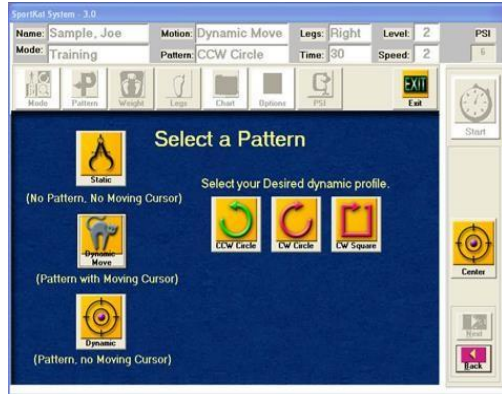 SportKat System - 3.0
Name: Sample, Joe Motion: Dynamic Move Legs: Right Level: 2 PSI
Mode: Training Pattern: CCW Circle Time: 30 Speed: 2 6
Mode Pattern Weight Legs Chart Options PSI Exit
EXIT
Start
Select a Pattern
Static
(No Pattern, No Moving Cursor)
Select your Desired dynamic profile.
CCW Circle CW Circle CW Square
Dynamic
Move
(Pattern with Moving Cursor)
Center
Dynamic
(Pattern, no Moving Cursor)
Next
Back